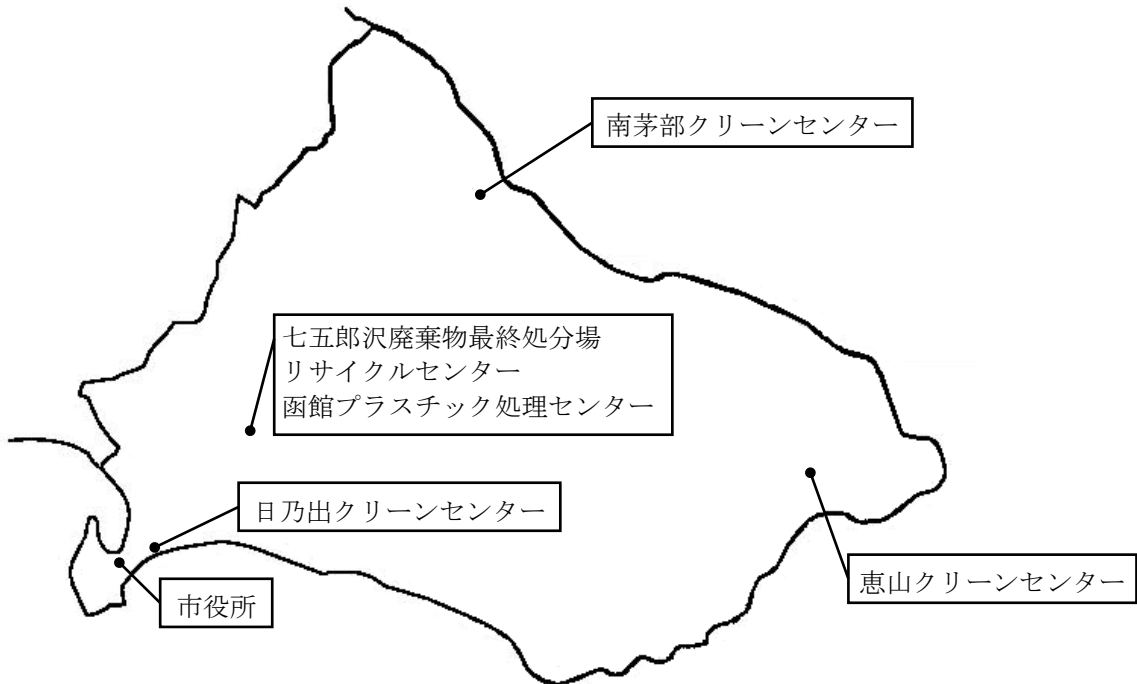 南茅部クリーンセンター
七五郎沢廃棄物最終処分場
リサイクルセンター
函館プラスチック処理センター
日乃出クリーンセンター
市役所
恵山クリーンセンター